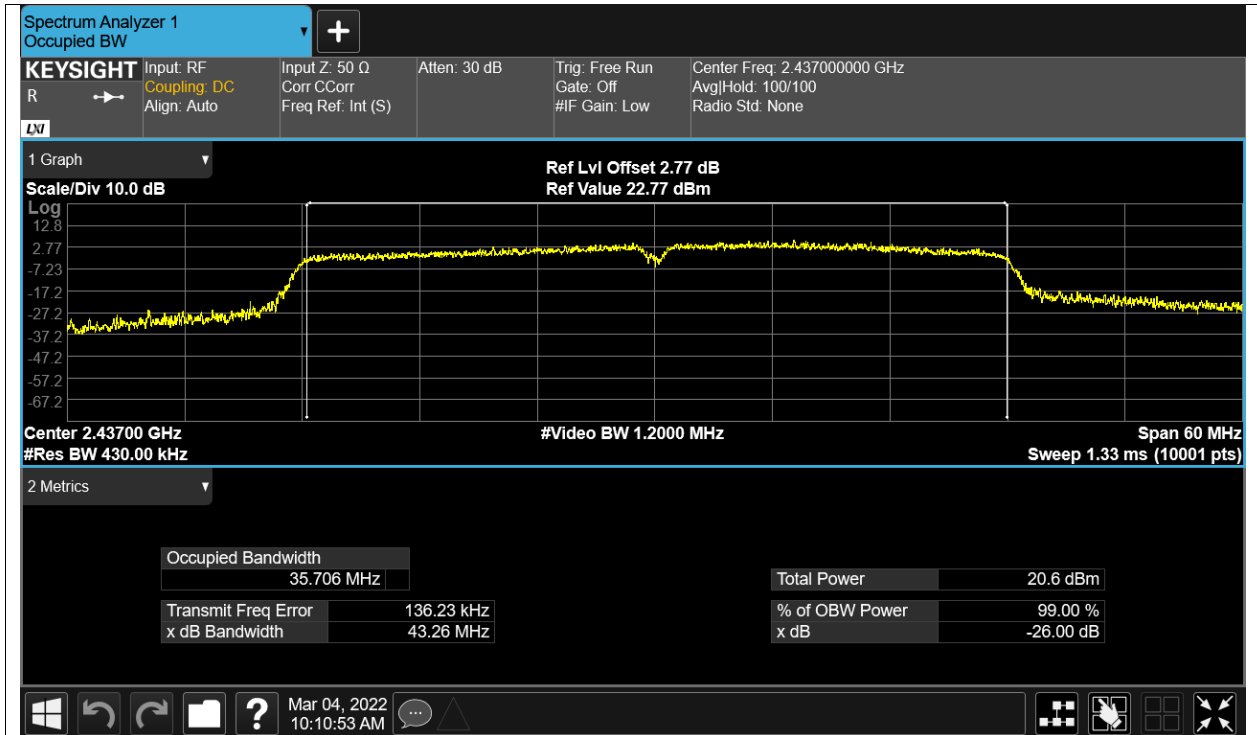 Spectrum Analyzer 1
Occupied BW
+
KEYSIGHT
R
LXI
Input: RF
Coupling: DC
Align: Auto
Input Z: 50 Ω
Corr CCorr
Freq Ref: Int (S)
Atten: 30 dB
Trig: Free Run
Gate: Off
#IF Gain: Low
Center Freq: 2.437000000 GHz
Avg|Hold: 100/100
Radio Std: None
1 Graph
Ref Lvl Offset 2.77 dB
Scale/Div 10.0 dB
Ref Value 22.77 dBm
Log
12.8
2.77
-7.23
-17.2
-27.2
-37.2
-47.2
-57.2
-67.2
Center 2.43700 GHz
#Video BW 1.2000 MHz
Span 60 MHz
#Res BW 430.00 kHz
Sweep 1.33 ms (10001 pts)
2 Metrics
Occupied Bandwidth
35.706 MHz
Transmit Freq Error 136.23 kHz
x dB Bandwidth 43.26 MHz
Total Power 20.6 dBm
% of OBW Power 99.00 %
x dB -26.00 dB
?
Mar 04, 2022
10:10:53 AM